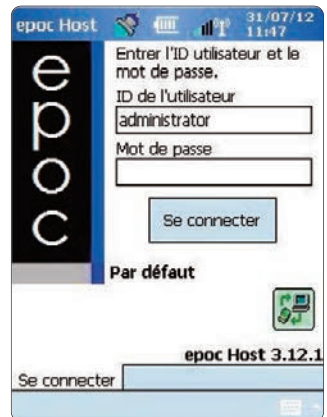 epoc Host
31/07/12
11:47
epoc
Entrer l'ID utilisateur et le
mot de passe.
ID de l'utilisateur
administrator
Mot de passe
Se connecter
Par défaut
epoc Host 3.12.1
Se connecter